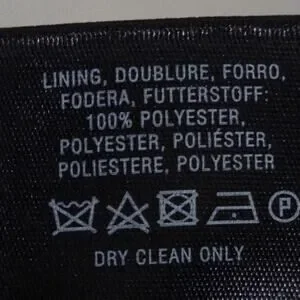 LINING, DOUBLURE, FORRO,
FODERA, FUTTERSTOFF:
100% POLYESTER,
POLYESTER, POLIÉSTER,
POLIESTERE, POLYESTER
P
DRY CLEAN ONLY